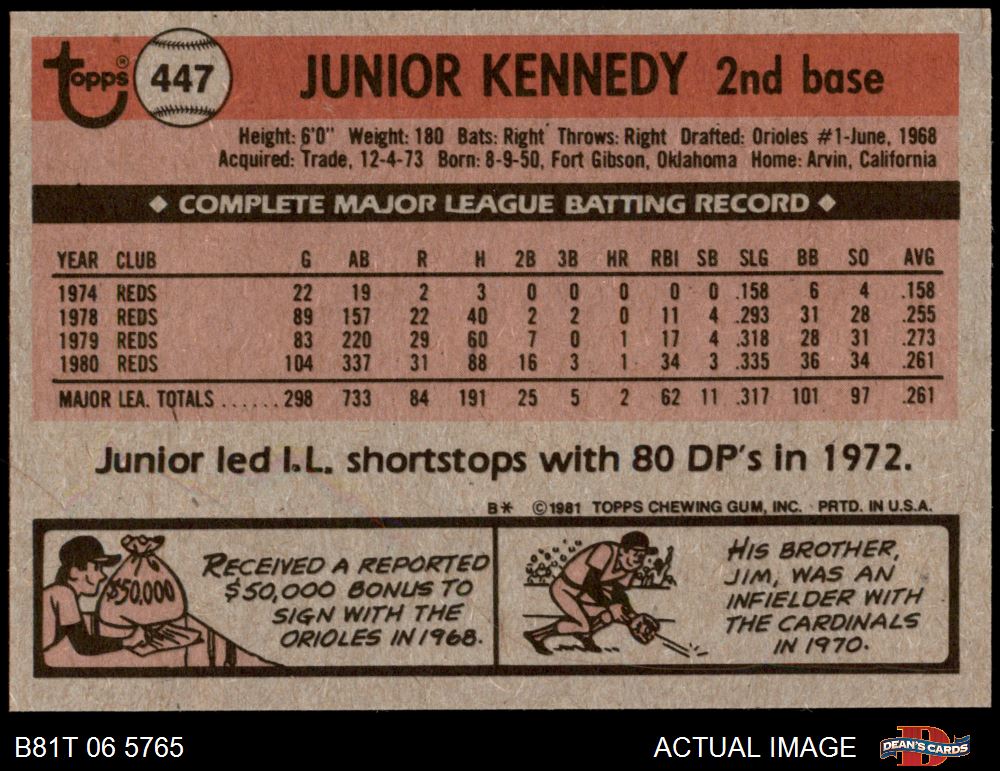 Topps®
447
JUNIOR KENNEDY 2nd base
Height: 6'0" Weight: 180 Bats: Right Throws: Right Drafted: Orioles #1-June, 1968
Acquired: Trade, 12-4-73 Born: 8-9-50, Fort Gibson, Oklahoma Home: Arvin, California
◆ COMPLETE MAJOR LEAGUE BATTING RECORD ◆
YEAR CLUB G AB R H 2B 3B HR RBI SB SLG BB SO AVG
1974 REDS 22 19 2 3 0 0 0 0 0 .158 6 4 .158
1978 REDS 89 157 22 40 2 2 0 11 4 .293 31 28 .255
1979 REDS 83 220 29 60 7 0 1 17 4 .318 28 31 .273
1980 REDS 104 337 31 88 16 3 1 34 3 .335 36 34 .261
MAJOR LEA. TOTALS ......298 733 84 191 25 5 2 62 11 .317 101 97 .261
Junior led I.L. shortstops with 80 DP's in 1972.
B* ©1981 TOPPS CHEWING GUM, INC. PRTD. IN U.S.A.
$50,000
RECEIVED A REPORTED
$50,000 BONUS TO
SIGN WITH THE
ORIOLES IN 1968.
HIS BROTHER,
JIM, WAS AN
INFIELDER WITH
THE CARDINALS
IN 1970.
B81T 06 5765
ACTUAL IMAGE
DEAN'S CARDS